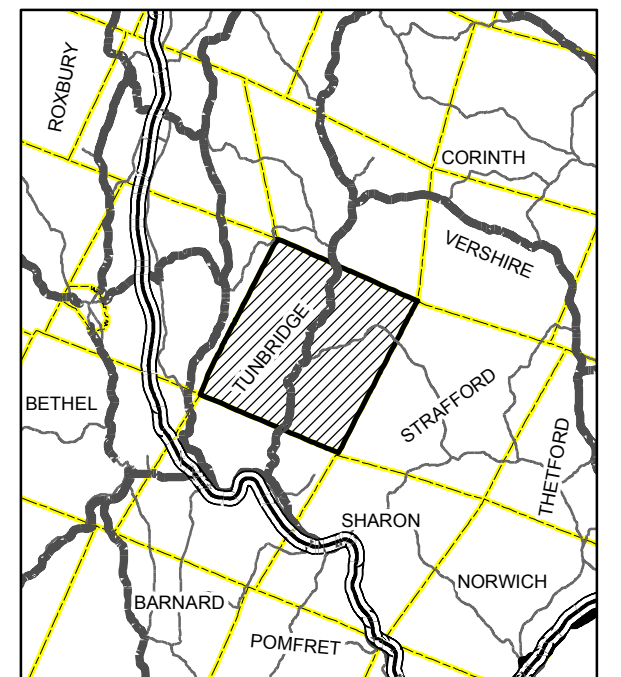 ROXBURY
CORINTH
VERSHIRE
TUNBRIDGE
BETHEL
STRAFFORD
THETFORD
SHARON
NORWICH
BARNARD
POMFRET